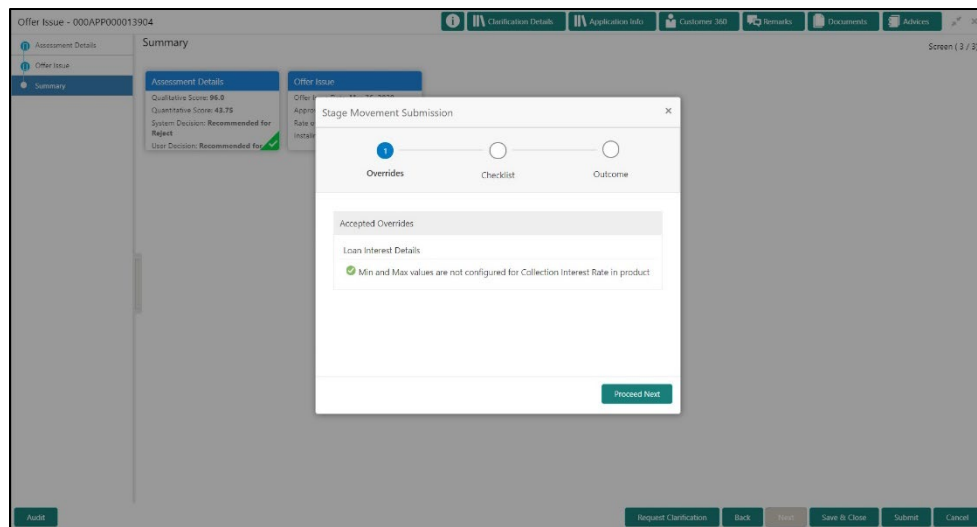 Offer Issue - 000APP000013904
Clarification Details
Application Info
Customer 360
Remarks
Documents
Advices
Assessment Details
Offer Issue
Summary
Summary
Screen ( 3 / 3)
Assessment Details
Qualitative Score: 96.0
Quantitative Score: 43.75
System Decision: Recommended for
Reject
User Decision: Recommended for
Offer Issue
Stage Movement Submission
1
Overrides
Checklist
Outcome
Accepted Overrides
Loan Interest Details
Min and Max values are not configured for Collection Interest Rate in product
Proceed Next
Audit
Request Clarification
Back
Next
Save & Close
Submit
Cancel